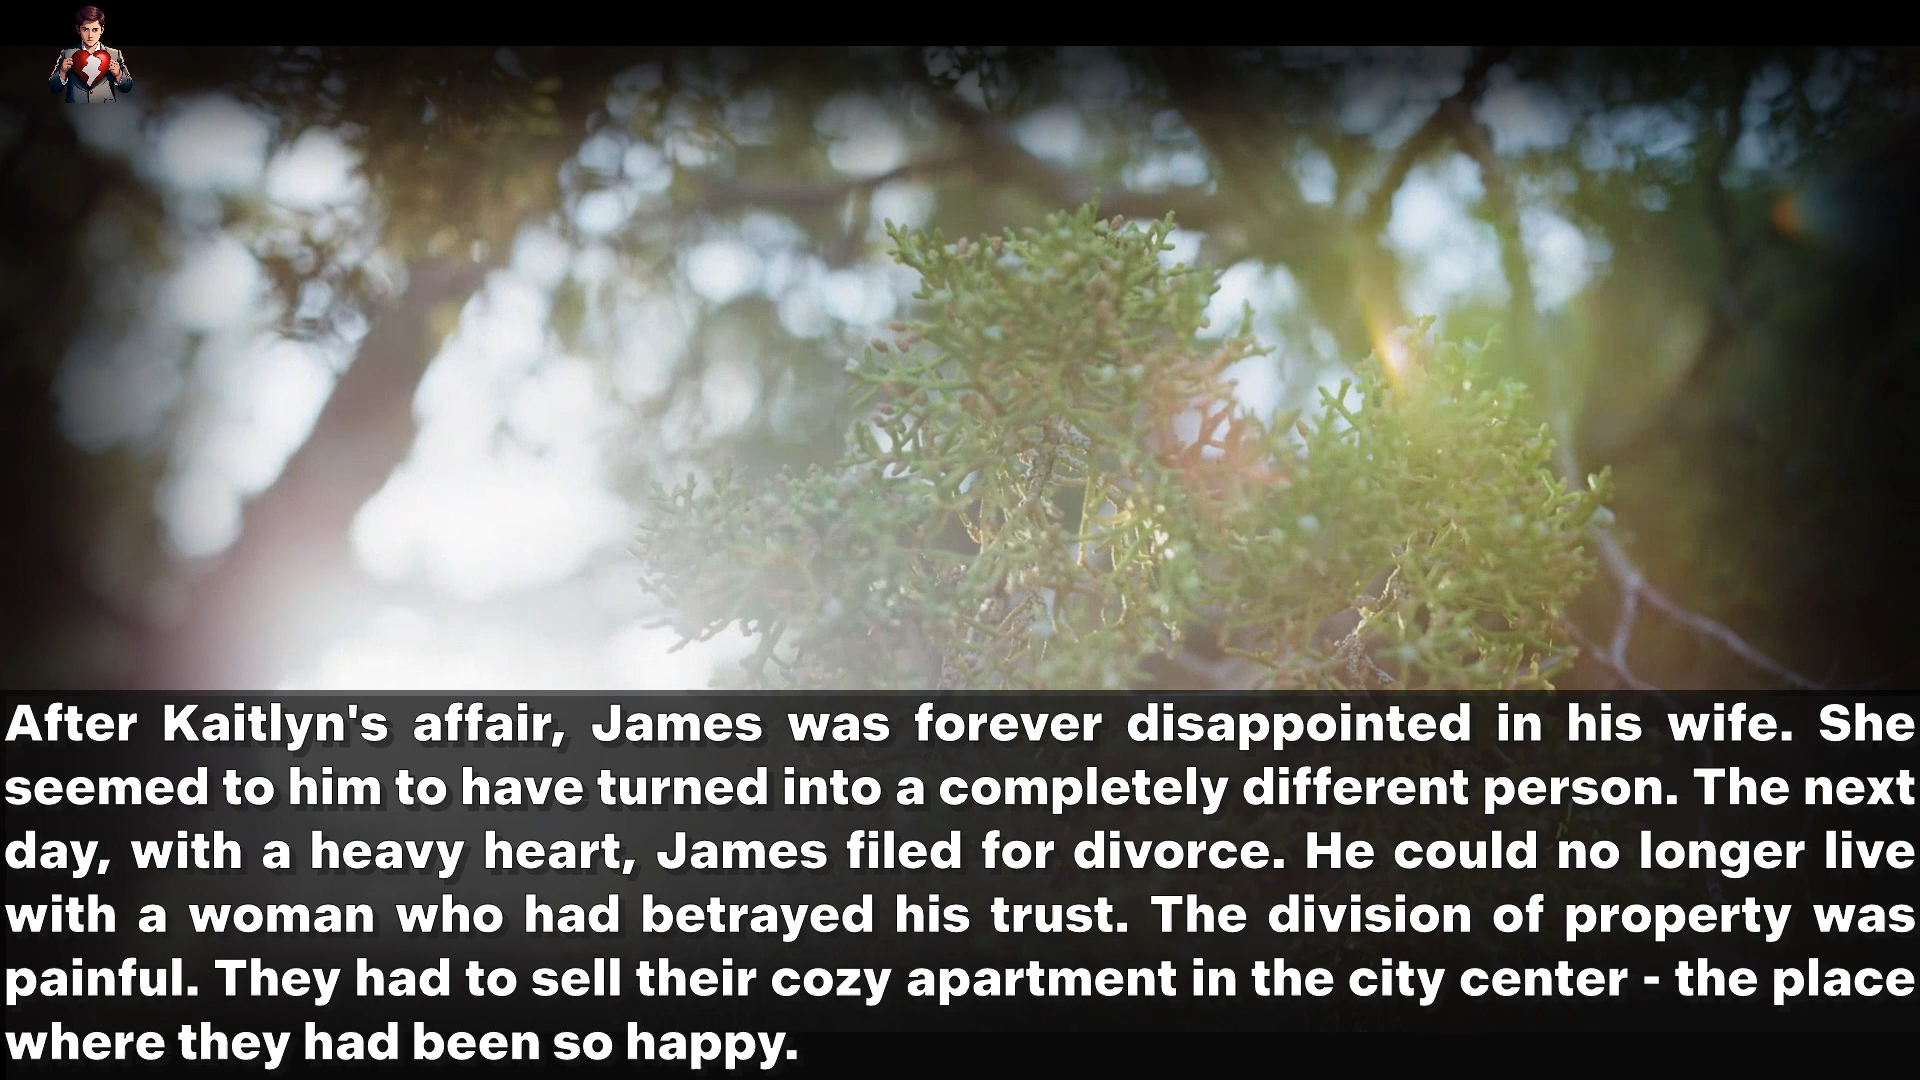 After Kaitlyn's affair, James was forever disappointed in his wife. She
seemed to him to have turned into a completely different person. The next
day, with a heavy heart, James filed for divorce. He could no longer live
with a woman who had betrayed his trust. The division of property was
painful. They had to sell their cozy apartment in the city center - the place
where they had been so happy.